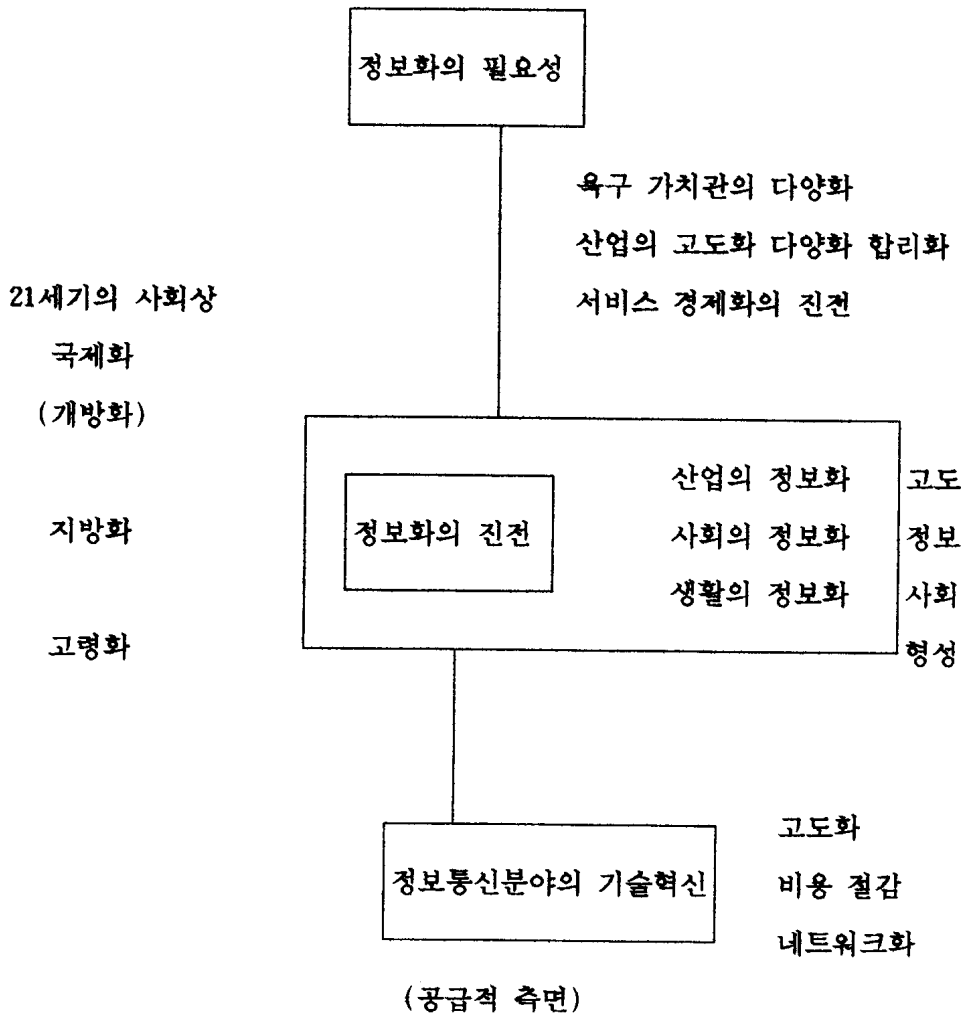 정보화의 필요성
욕구 가치관의 다양화
산업의 고도화 다양화 합리화
서비스 경제화의 진전
21세기의 사회상
국제화
(개방화)
지방화
고령화
정보화의 진전
산업의 정보화
사회의 정보화
생활의 정보화
고도
정보
사회
형성
정보통신분야의 기술혁신
고도화
비용 절감
네트워크화
(공급적 측면)